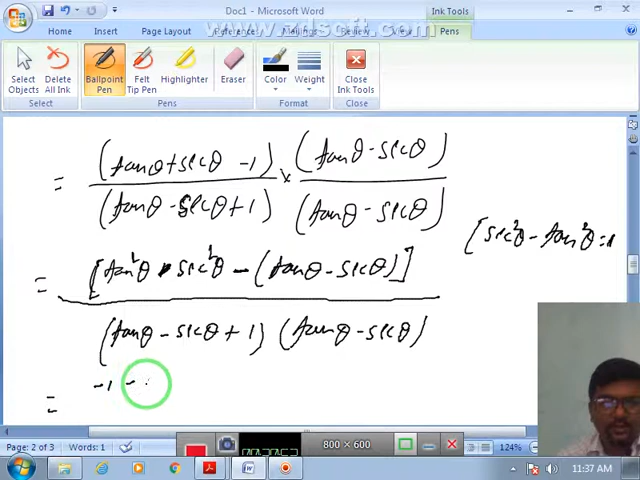 Doc1 - Microsoft Word
Ink Tools
www.zdsoft.com
Home Insert Page Layout References Mailings Review View Pens
Select Objects
Delete All Ink
Ballpoint Pen
Felt Tip Pen
Highlighter
Eraser
Color
Weight
Close Ink Tools
Select Pens Format Close
= (tanθ + secθ - 1) / (tanθ - secθ + 1) × (tanθ - secθ) / (tanθ - secθ)
[sec²θ - tan²θ = 1
= [tan²θ - sec²θ - (tanθ - secθ)]
(tanθ - secθ + 1) (tanθ - secθ)
= -1 -
Page: 2 of 3 Words: 1 800 × 600 124%
11:37 AM